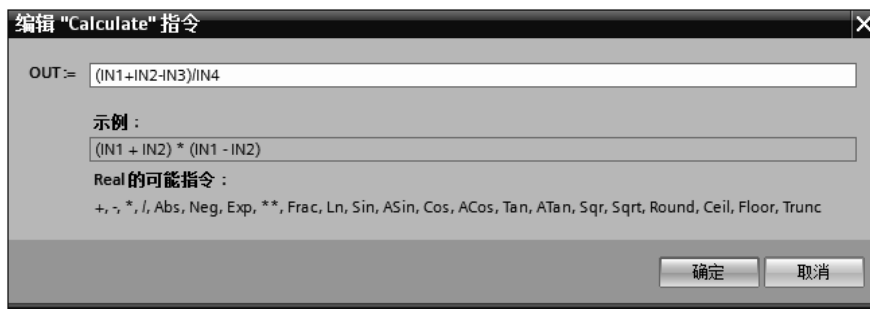 编辑 "Calculate" 指令
OUT:= (IN1+IN2-IN3)/IN4
示例：
(IN1 + IN2) * (IN1 - IN2)
Real 的可能指令：
+, -, *, /, Abs, Neg, Exp, **, Frac, Ln, Sin, ASin, Cos, ACos, Tan, ATan, Sqr, Sqrt, Round, Ceil, Floor, Trunc
确定 取消